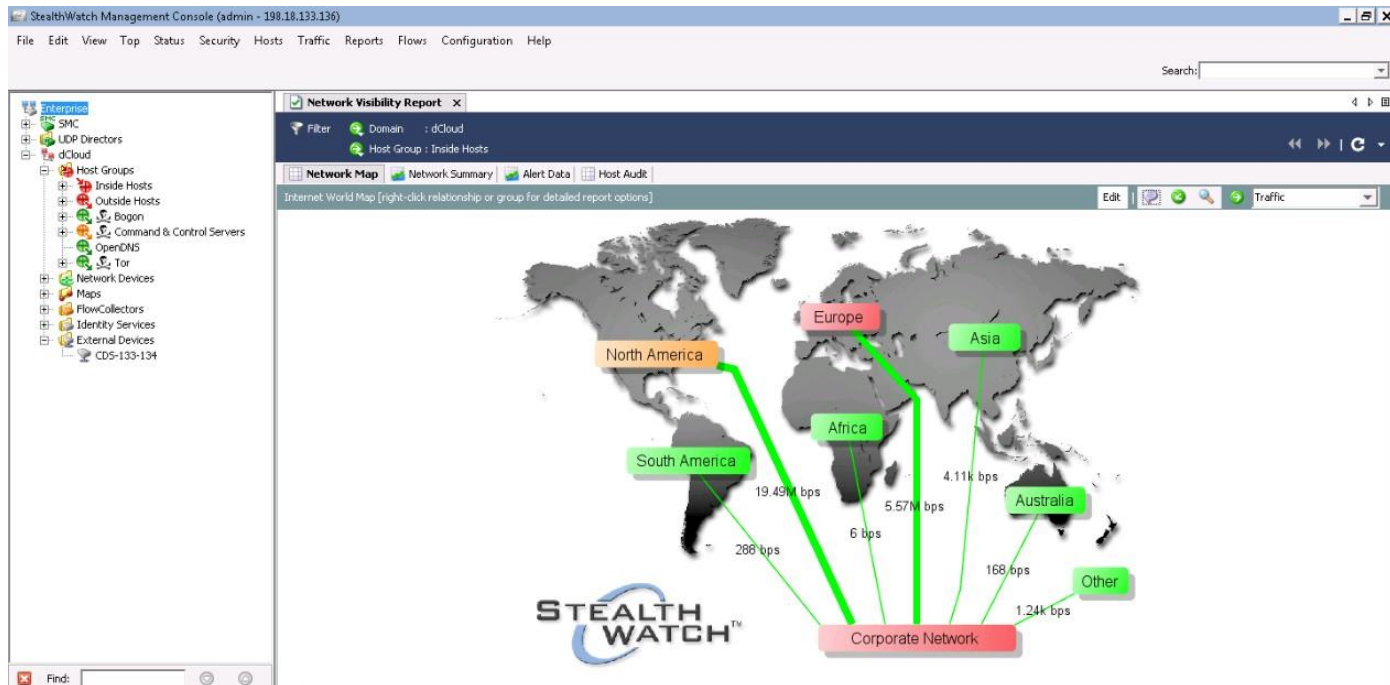 StealthWatch Management Console (admin - 198.18.133.136)
File Edit View Top Status Security Hosts Traffic Reports Flows Configuration Help
Search:
Enterprise
SMC
SMC
UDP Directors
dCloud
Host Groups
Inside Hosts
Outside Hosts
Bogon
Command & Control Servers
OpenDNS
Tor
Network Devices
Maps
FlowCollectors
Identity Services
External Devices
CDS-133-134
Find:
Network Visibility Report
Filter Domain : dCloud
Host Group : Inside Hosts
Network Map Network Summary Alert Data Host Audit
Internet World Map [right-click relationship or group for detailed report options] Edit Traffic
Europe
Asia
North America
Africa
South America
4.11k bps
19.49M bps
5.57M bps
Australia
6 bps
288 bps
168 bps
Other
1.24k bps
STEALTH
WATCH™
Corporate Network